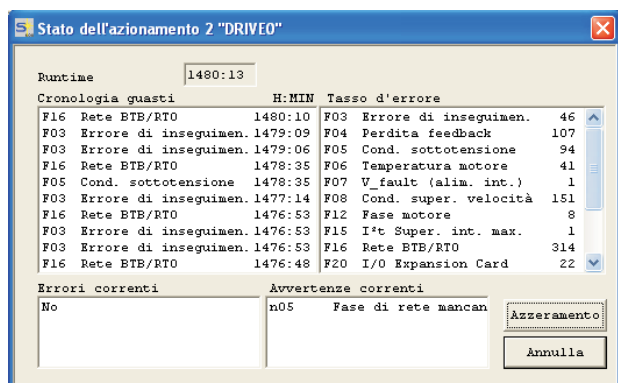 S Stato dell'azionamento 2 "DRIVE0"
Runtime 1480:13
Cronologia guasti H:MIN Tasso d'errore
F16 Rete BTB/RTO 1480:10 F03 Errore di inseguimen. 46
F03 Errore di inseguimen. 1479:09 F04 Perdita feedback 107
F03 Errore di inseguimen. 1479:06 F05 Cond. sottotensione 94
F16 Rete BTB/RTO 1478:35 F06 Temperatura motore 41
F05 Cond. sottotensione 1478:35 F07 V_fault (alim. int.) 1
F03 Errore di inseguimen. 1477:14 F08 Cond. super. velocità 151
F16 Rete BTB/RTO 1476:53 F12 Fase motore 8
F03 Errore di inseguimen. 1476:53 F15 I²t Super. int. max. 1
F03 Errore di inseguimen. 1476:53 F16 Rete BTB/RTO 314
F16 Rete BTB/RTO 1476:48 F20 I/O Expansion Card 22
Errori correnti Avvertenze correnti
No n05 Fase di rete mancan
Azzeramento
Annulla